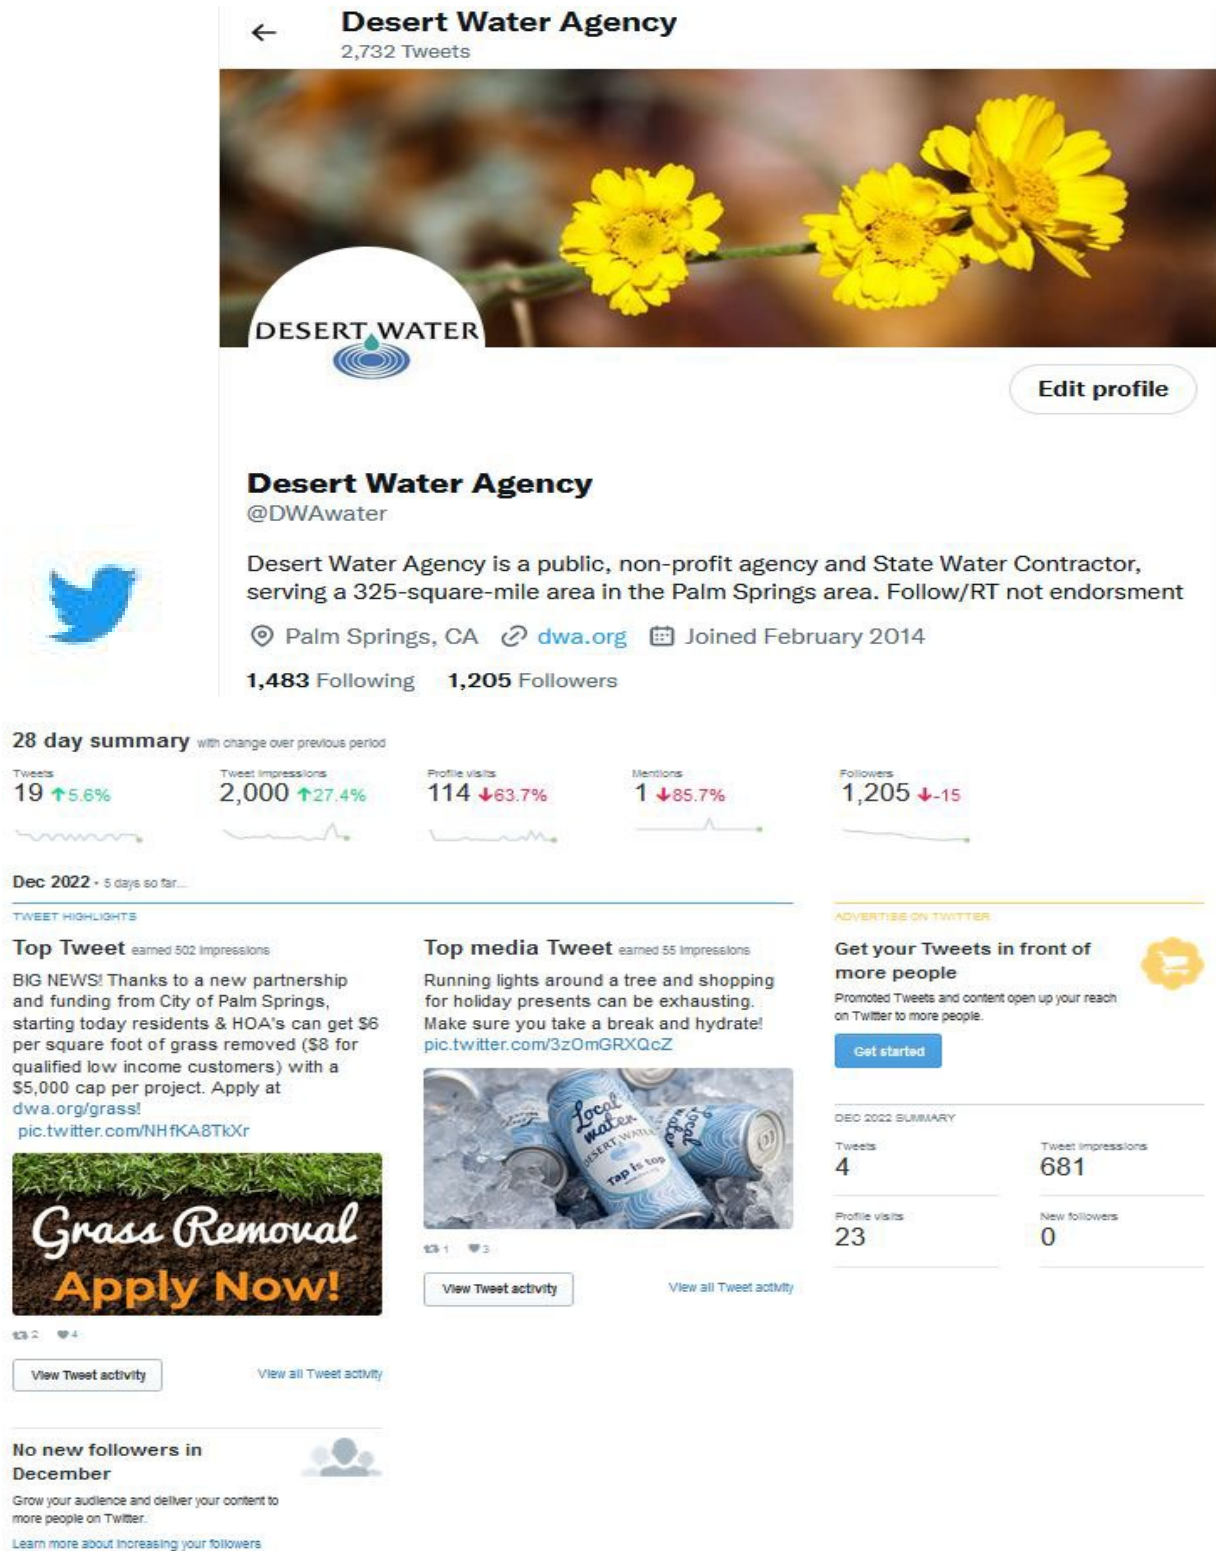 Desert Water Agency
2,732 Tweets
DESERT WATER
Edit profile
Desert Water Agency
@DWAwater
Desert Water Agency is a public, non-profit agency and State Water Contractor,
serving a 325-square-mile area in the Palm Springs area. Follow/RT not endorsment
Palm Springs, CA dwa.org Joined February 2014
1,483 Following 1,205 Followers
28 day summary with change over previous period
Tweets
19 ↑5.6%
Tweet impressions
2,000 ↑27.4%
Profile visits
114 ↓63.7%
Mentions
1 ↓85.7%
Followers
1,205 ↓-15
Dec 2022 • 5 days so far...
TWEET HIGHLIGHTS
Top Tweet earned 502 impressions
BIG NEWS! Thanks to a new partnership
and funding from City of Palm Springs,
starting today residents & HOA's can get $6
per square foot of grass removed ($8 for
qualified low income customers) with a
$5,000 cap per project. Apply at
dwa.org/grass!
pic.twitter.com/NHfKA8TkXr
Grass Removal
Apply Now!
2 4
View Tweet activity
View all Tweet activity
Top media Tweet earned 55 impressions
Running lights around a tree and shopping
for holiday presents can be exhausting.
Make sure you take a break and hydrate!
pic.twitter.com/3zOmGRXQcZ
Local
water
DESERT WATER
Tap is top
Local
water
1 3
View Tweet activity
View all Tweet activity
ADVERTISE ON TWITTER
Get your Tweets in front of
more people
Promoted Tweets and content open up your reach
on Twitter to more people.
Get started
DEC 2022 SUMMARY
Tweets
4
Tweet impressions
681
Profile visits
23
New followers
0
No new followers in
December
Grow your audience and deliver your content to
more people on Twitter.
Learn more about increasing your followers